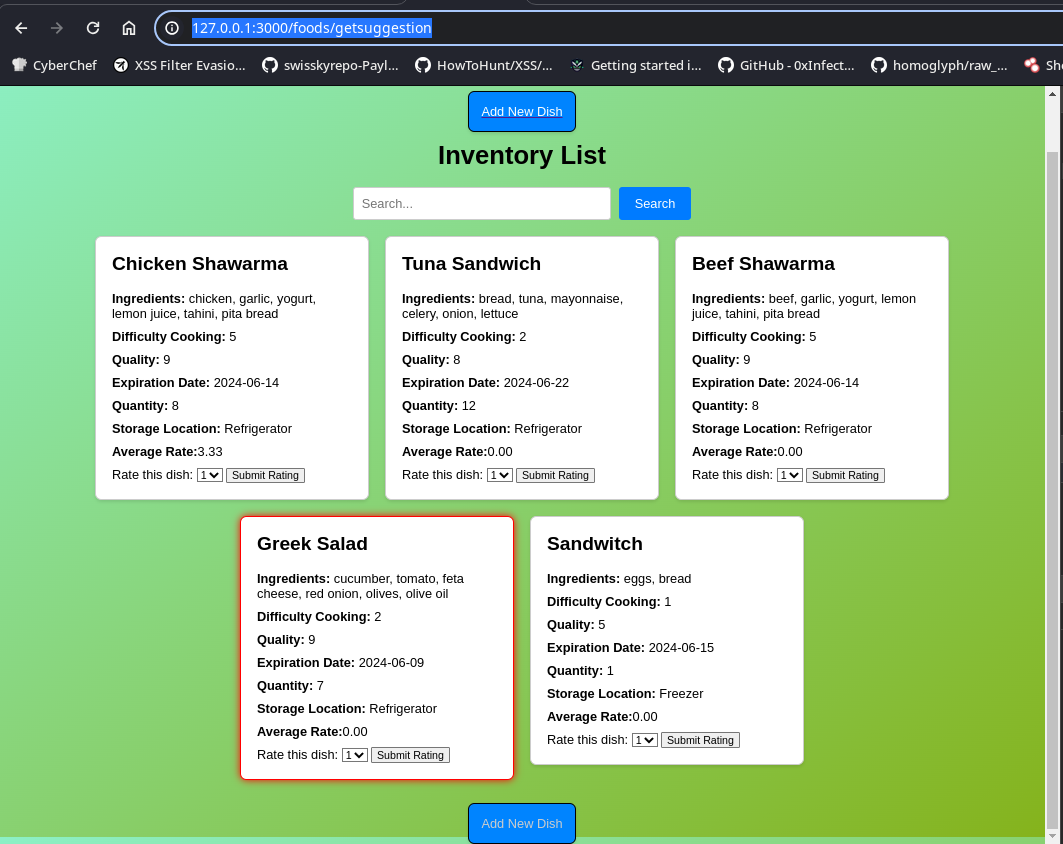 127.0.0.1:3000/foods/getsuggestion
CyberChef XSS Filter Evasio... swisskyrepo-Payl... HowToHunt/XSS/... Getting started i... GitHub - 0xInfect... homoglyph/raw_... Sh
Add New Dish
Inventory List
Search... Search
Chicken Shawarma
Ingredients: chicken, garlic, yogurt,
lemon juice, tahini, pita bread
Difficulty Cooking: 5
Quality: 9
Expiration Date: 2024-06-14
Quantity: 8
Storage Location: Refrigerator
Average Rate:3.33
Rate this dish: 1 Submit Rating
Tuna Sandwich
Ingredients: bread, tuna, mayonnaise,
celery, onion, lettuce
Difficulty Cooking: 2
Quality: 8
Expiration Date: 2024-06-22
Quantity: 12
Storage Location: Refrigerator
Average Rate:0.00
Rate this dish: 1 Submit Rating
Beef Shawarma
Ingredients: beef, garlic, yogurt, lemon
juice, tahini, pita bread
Difficulty Cooking: 5
Quality: 9
Expiration Date: 2024-06-14
Quantity: 8
Storage Location: Refrigerator
Average Rate:0.00
Rate this dish: 1 Submit Rating
Greek Salad
Ingredients: cucumber, tomato, feta
cheese, red onion, olives, olive oil
Difficulty Cooking: 2
Quality: 9
Expiration Date: 2024-06-09
Quantity: 7
Storage Location: Refrigerator
Average Rate:0.00
Rate this dish: 1 Submit Rating
Sandwitch
Ingredients: eggs, bread
Difficulty Cooking: 1
Quality: 5
Expiration Date: 2024-06-15
Quantity: 1
Storage Location: Freezer
Average Rate:0.00
Rate this dish: 1 Submit Rating
Add New Dish